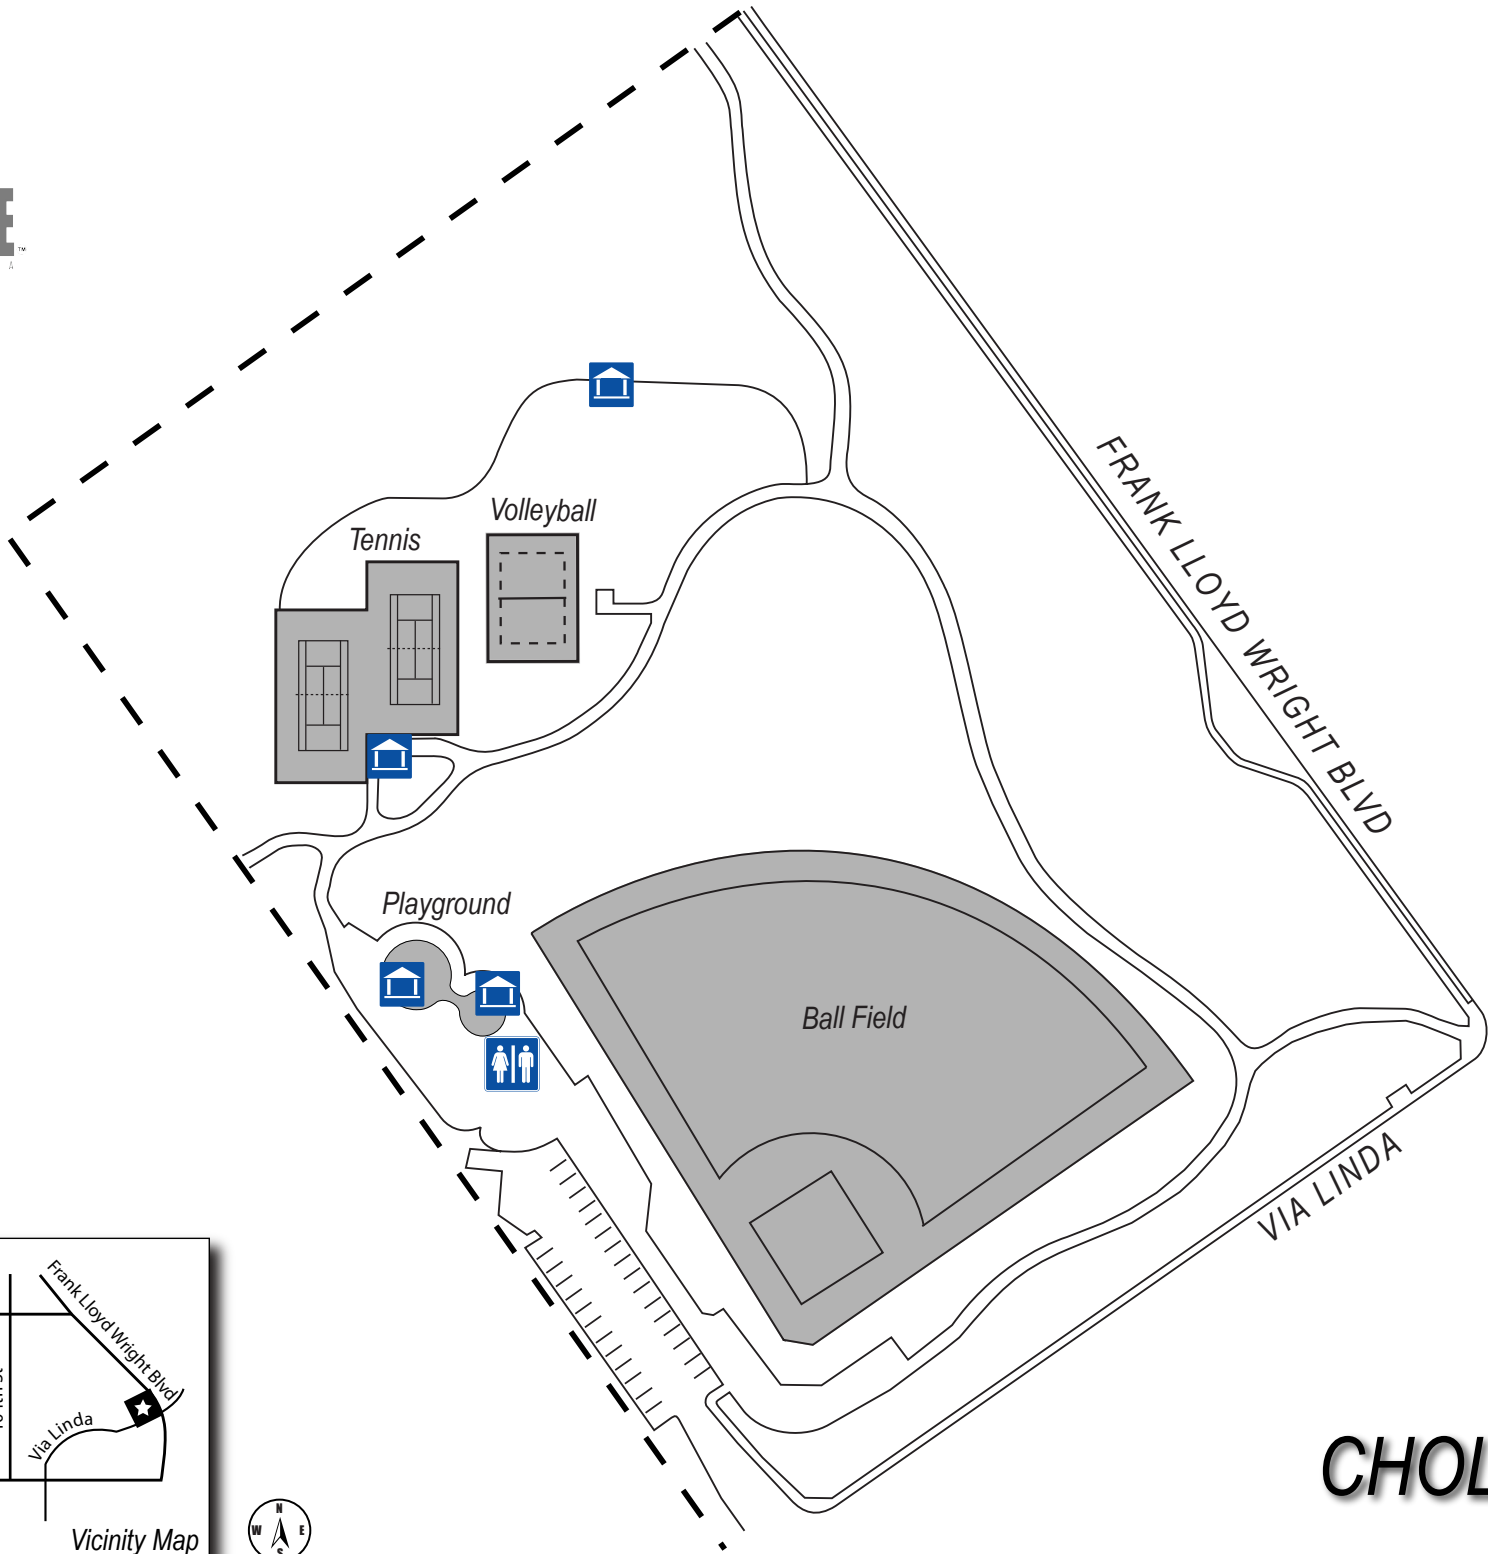 E™
A
Volleyball
Tennis
FRANK LLOYD WRIGHT BLVD
Playground
Ball Field
VIA LINDA
Frank Lloyd Wright Blvd
Via Linda
Vicinity Map
N
W E
S
CHOL